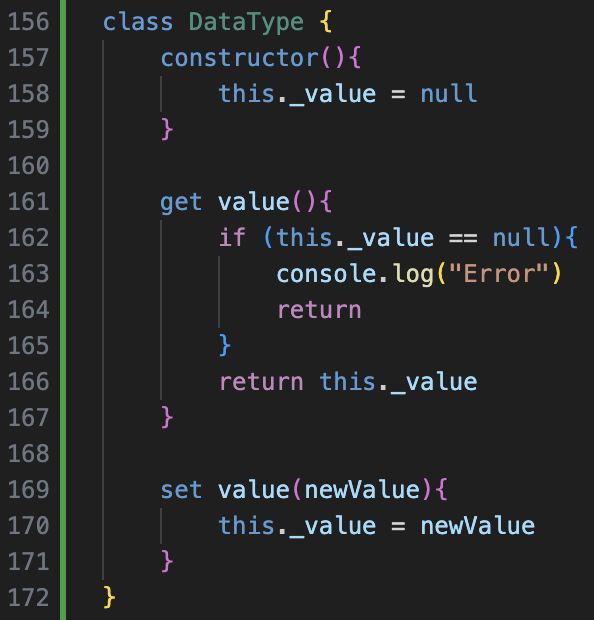 156 class DataType {
157     constructor(){
158         this._value = null
159     }
160
161     get value(){
162         if (this._value == null){
163             console.log("Error")
164             return
165         }
166         return this._value
167     }
168
169     set value(newValue){
170         this._value = newValue
171     }
172 }